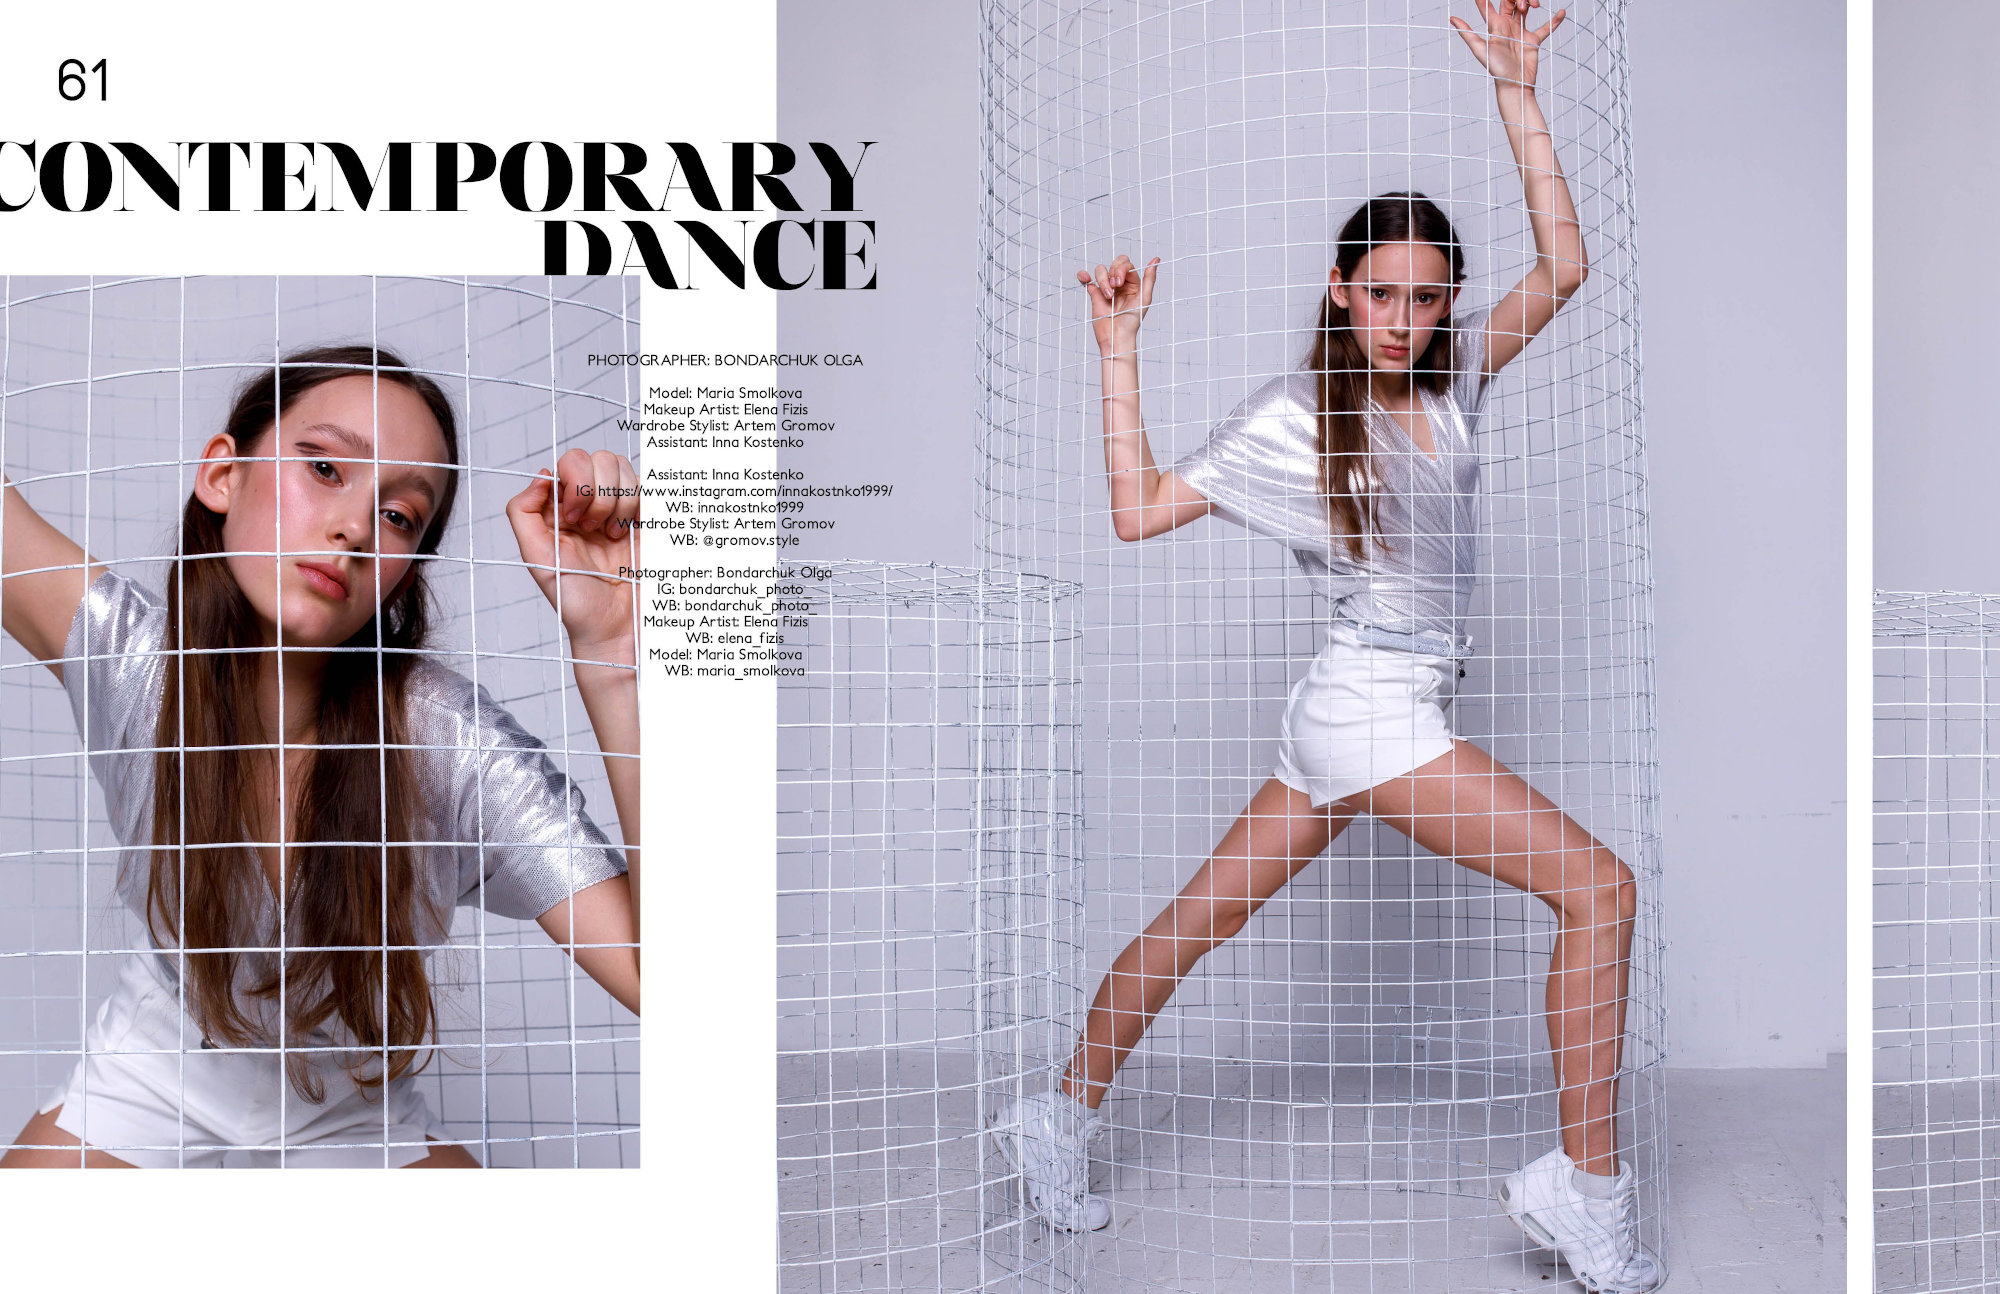 61
CONTEMPORARY
DANCE
PHOTOGRAPHER: BONDARCHUK OLGA
Model: Maria Smolkova
Makeup Artist: Elena Fizis
Wardrobe Stylist: Artem Gromov
Assistant: Inna Kostenko
Assistant: Inna Kostenko
IG: https://www.instagram.com/innakostnko1999/
WB: innakostnko1999
Wardrobe Stylist: Artem Gromov
WB: @gromov.style
Photographer: Bondarchuk Olga
IG: bondarchuk_photo_
WB: bondarchuk_photo_
Makeup Artist: Elena Fizis
WB: elena_fizis
Model: Maria Smolkova
WB: maria_smolkova